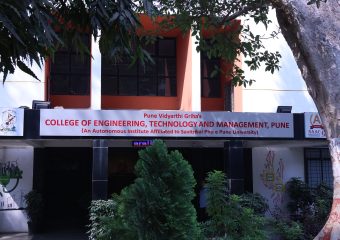 Pune Vidyarthi Griha's
COLLEGE OF ENGINEERING, TECHNOLOGY AND MANAGEMENT, PUNE
(An Autonomous Institute Affiliated to Savitribai Phule Pune University)